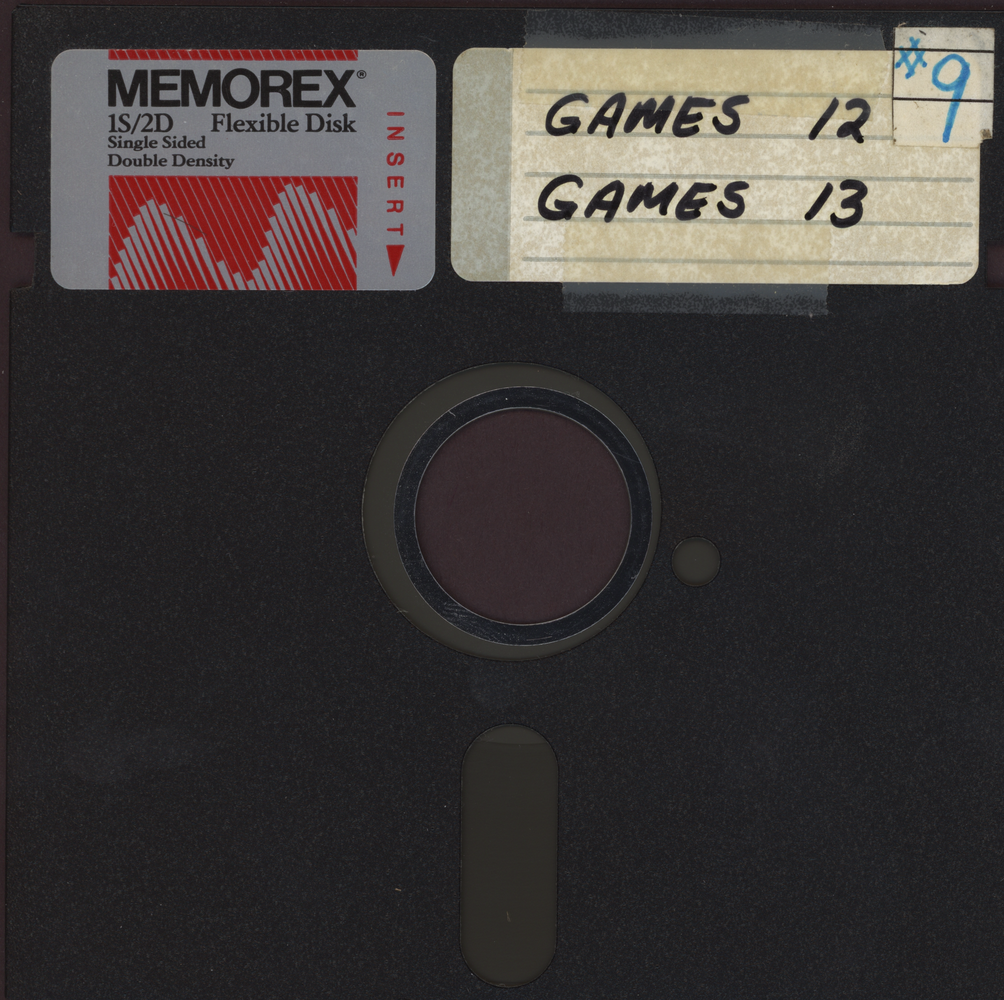 MEMOREX®
1S/2D Flexible Disk
Single Sided
Double Density
INSERT
GAMES 12
GAMES 13
#9